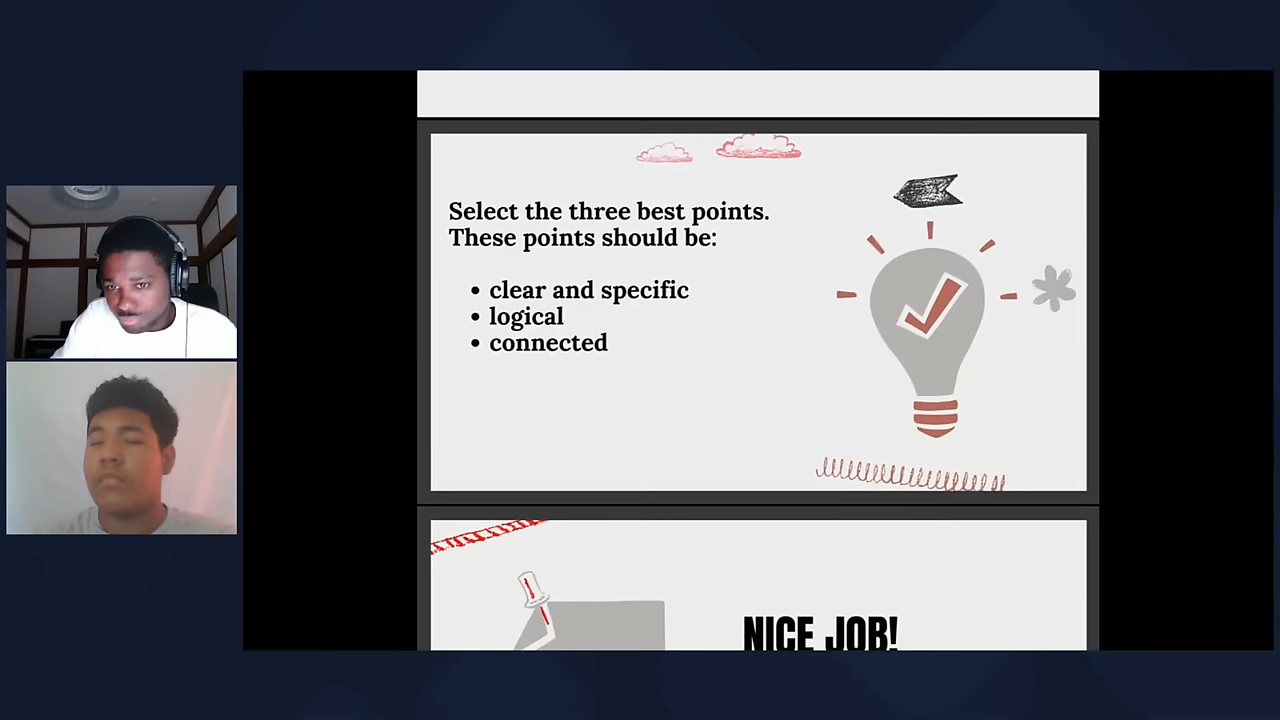 Select the three best points.
These points should be:
• clear and specific
• logical
• connected
NICE JOB!